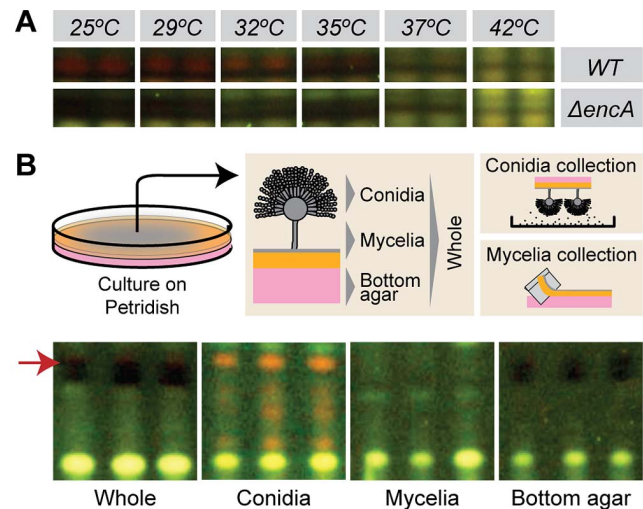 A
25ºC 29ºC 32ºC 35ºC 37ºC 42ºC
WT
ΔencA
B
Culture on
Petridish
Conidia
Mycelia
Bottom
agar
Whole
Conidia collection
Mycelia collection
Whole Conidia Mycelia Bottom agar